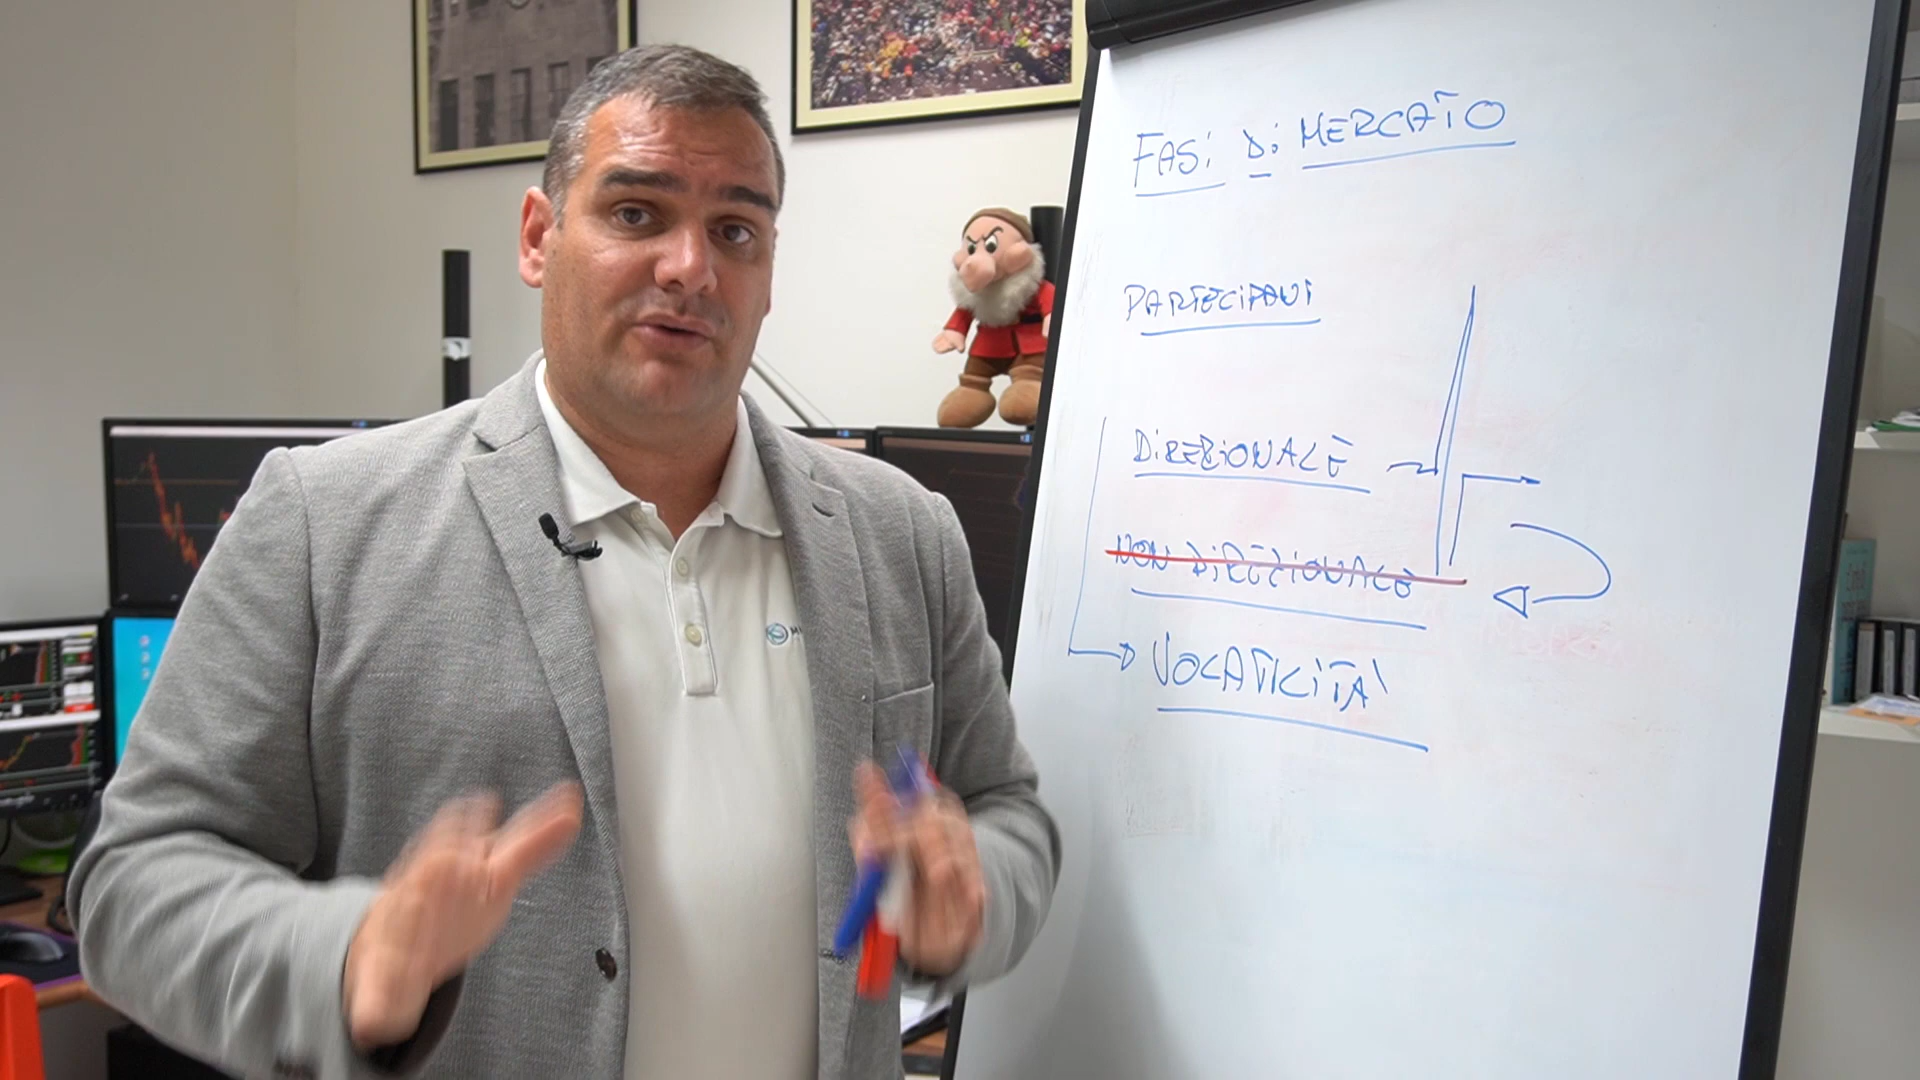 FASi Di MERCATO
PARTECIPANTI
DiREZiONALE
NON DiREZIONALE
VOLATILITA'